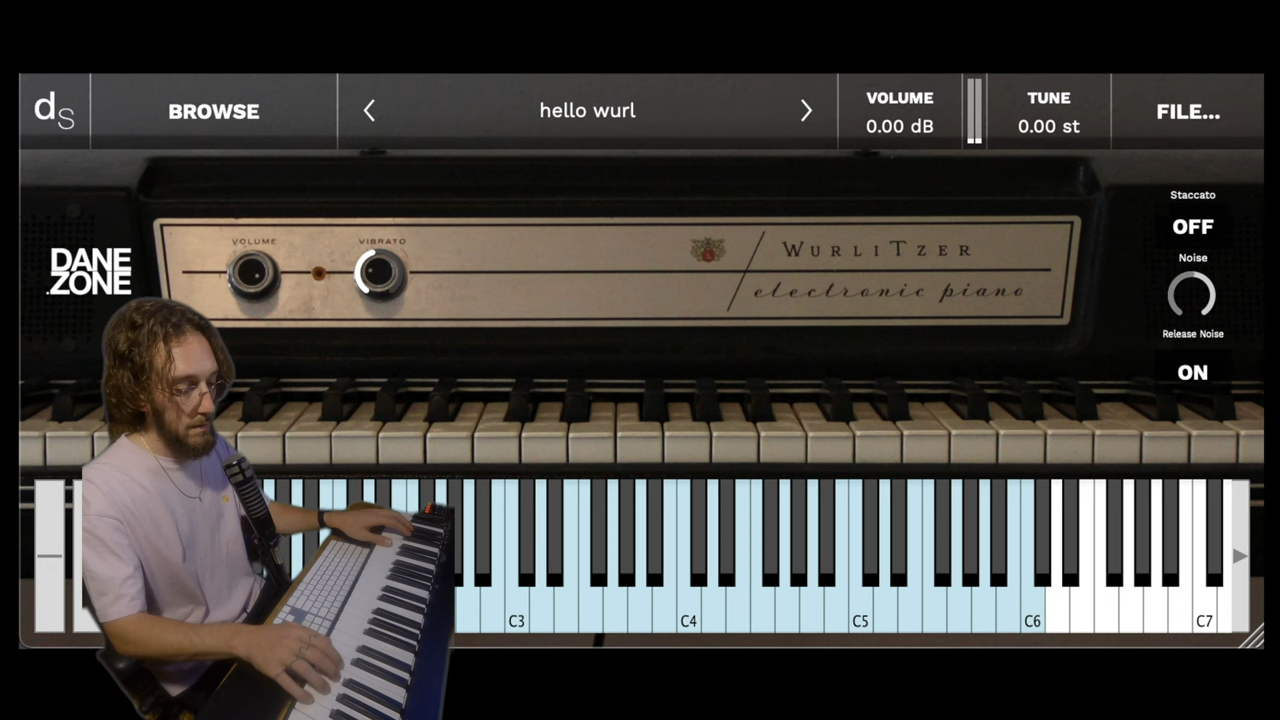 dS
BROWSE
hello wurl
VOLUME
0.00 dB
TUNE
0.00 st
FILE...
Staccato
OFF
Noise
Release Noise
ON
DANE
.ZONE
VOLUME
VIBRATO
WURLITZER
electronic piano
C3
C4
C5
C6
C7